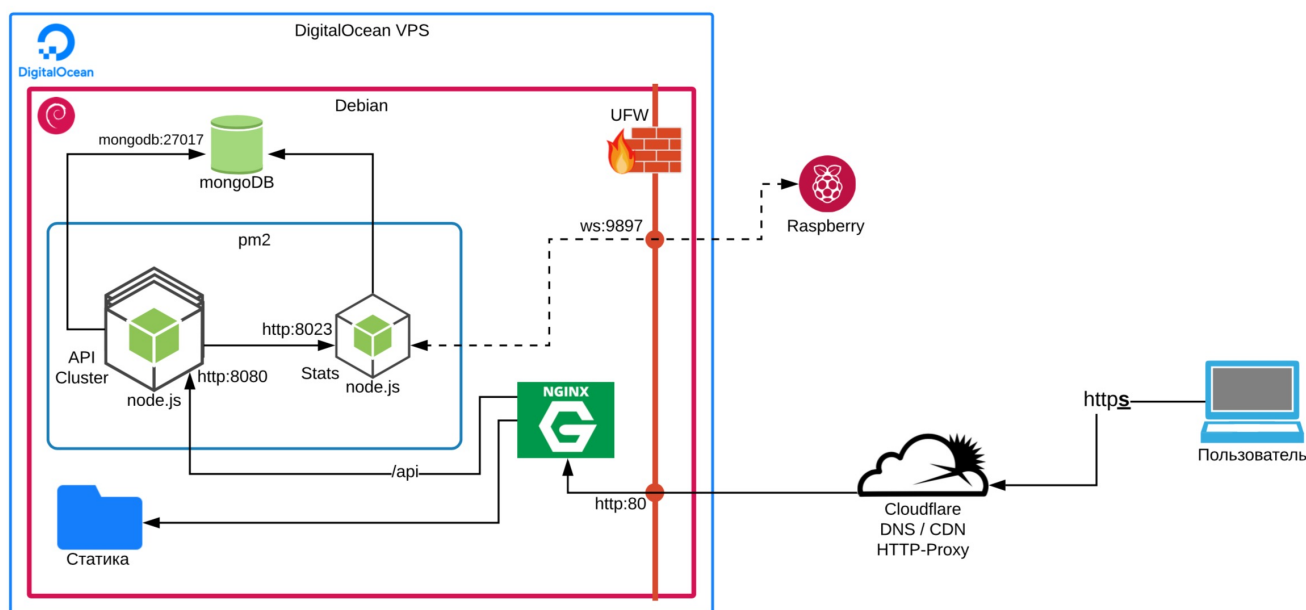 DigitalOcean VPS
DigitalOcean
Debian
UFW
mongodb:27017
mongoDB
ws:9897
Raspberry
pm2
http:8023
API
Cluster
node.js
http:8080
Stats
node.js
NGINX
G
https
Пользователь
/api
http:80
Cloudflare
DNS / CDN
HTTP-Proxy
Статика